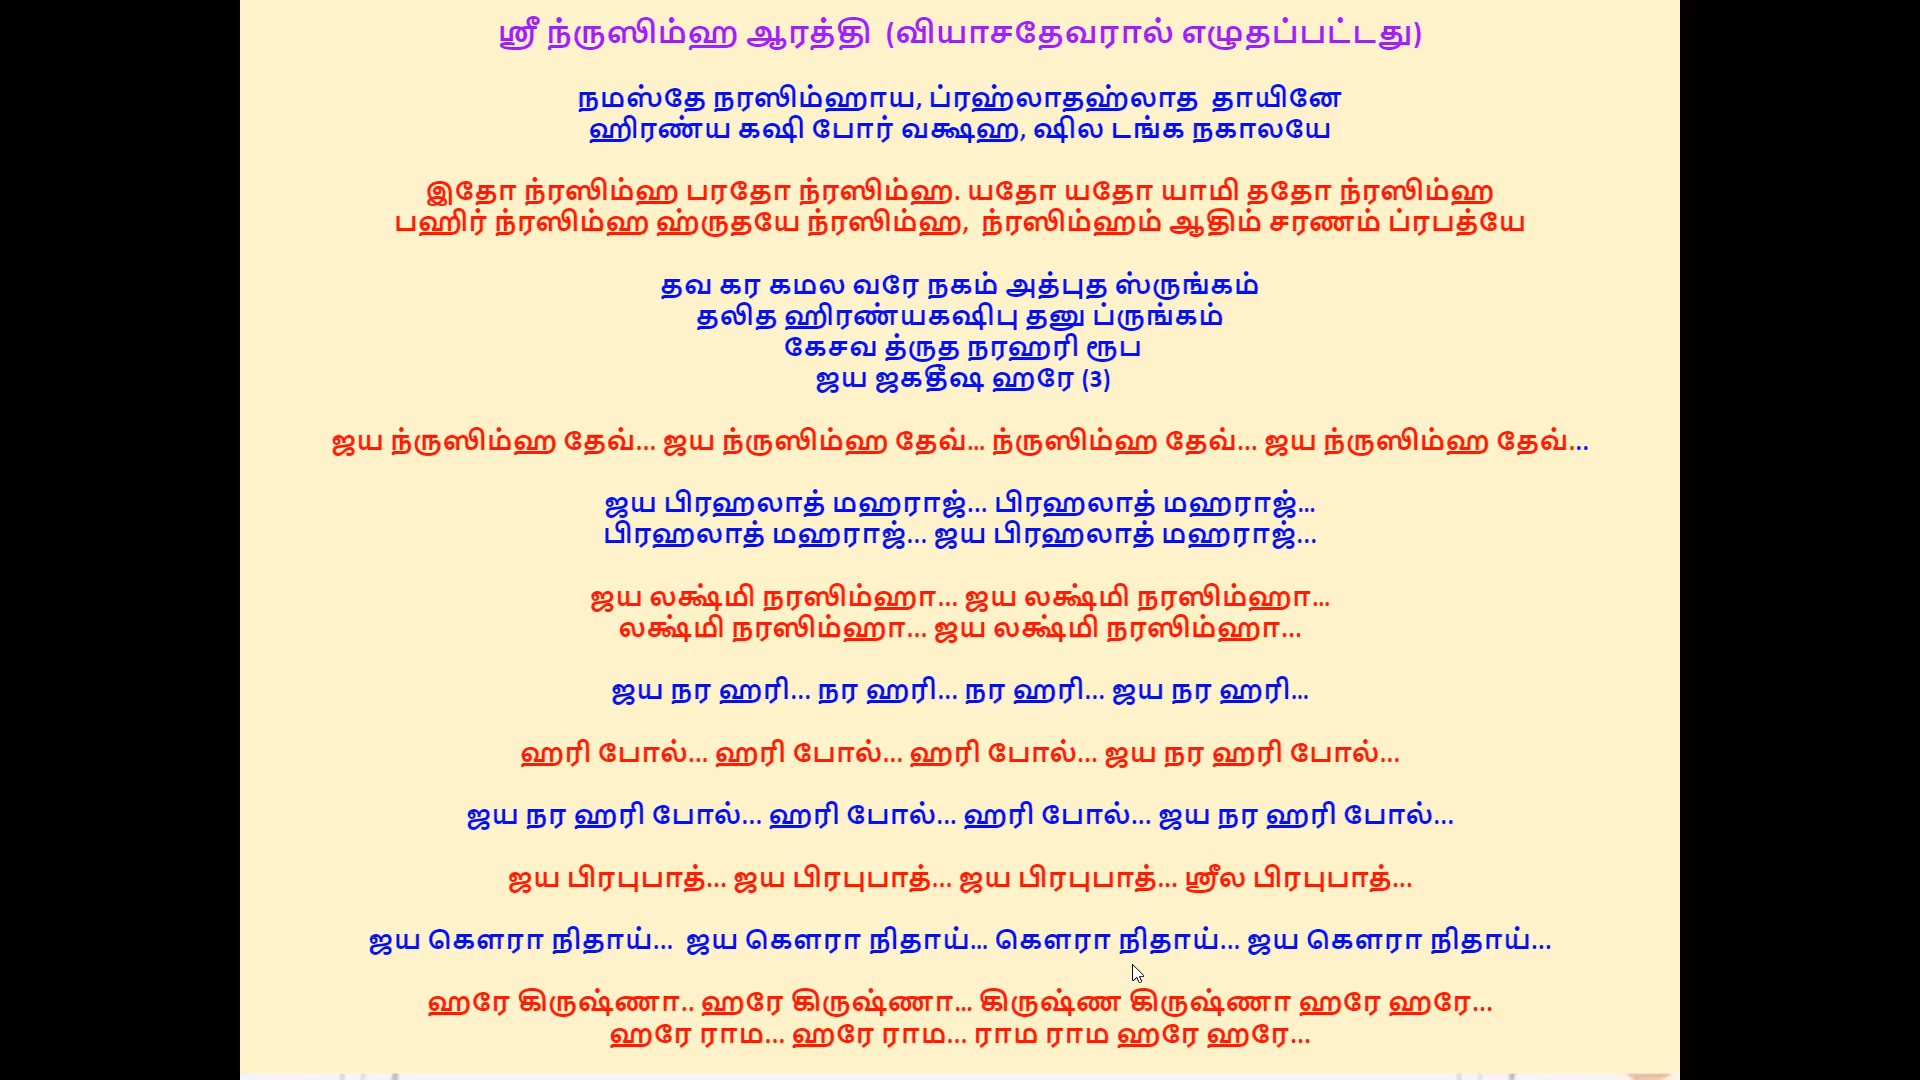 ஸ்ரீ ந்ருஸிம்ஹ ஆரத்தி (வியாசதேவரால் எழுதப்பட்டது)
நமஸ்தே நரஸிம்ஹாய, ப்ரஹ்லாதஹ்லாத தாயினே
ஹிரண்ய கஷி போர் வக்ஷஹ, ஷில டங்க நகாலயே
இதோ ந்ரஸிம்ஹ பரதோ ந்ரஸிம்ஹ. யதோ யதோ யாமி ததோ ந்ரஸிம்ஹ
பஹிர் ந்ரஸிம்ஹ ஹ்ருதயே ந்ரஸிம்ஹ, ந்ரஸிம்ஹம் ஆதிம் சரணம் ப்ரபத்யே
தவ கர கமல வரே நகம் அத்புத ஸ்ருங்கம்
தலித ஹிரண்யகஷிபு தனு ப்ருங்கம்
கேசவ த்ருத நரஹரி ரூப
ஜய ஜகதீஷ ஹரே (3)
ஜய ந்ருஸிம்ஹ தேவ்... ஜய ந்ருஸிம்ஹ தேவ்... ந்ருஸிம்ஹ தேவ்... ஜய ந்ருஸிம்ஹ தேவ்...
ஜய பிரஹலாத் மஹராஜ்... பிரஹலாத் மஹராஜ்...
பிரஹலாத் மஹராஜ்... ஜய பிரஹலாத் மஹராஜ்...
ஜய லக்ஷ்மி நரஸிம்ஹா... ஜய லக்ஷ்மி நரஸிம்ஹா...
லக்ஷ்மி நரஸிம்ஹா... ஜய லக்ஷ்மி நரஸிம்ஹா...
ஜய நர ஹரி... நர ஹரி... நர ஹரி... ஜய நர ஹரி...
ஹரி போல்... ஹரி போல்... ஹரி போல்... ஜய நர ஹரி போல்...
ஜய நர ஹரி போல்... ஹரி போல்... ஹரி போல்... ஜய நர ஹரி போல்...
ஜய பிரபுபாத்... ஜய பிரபுபாத்... ஜய பிரபுபாத்... ஸ்ரீல பிரபுபாத்...
ஜய கௌரா நிதாய்... ஜய கௌரா நிதாய்... கௌரா நிதாய்... ஜய கௌரா நிதாய்...
ஹரே கிருஷ்ணா.. ஹரே கிருஷ்ணா... கிருஷ்ண கிருஷ்ணா ஹரே ஹரே...
ஹரே ராம... ஹரே ராம... ராம ராம ஹரே ஹரே...